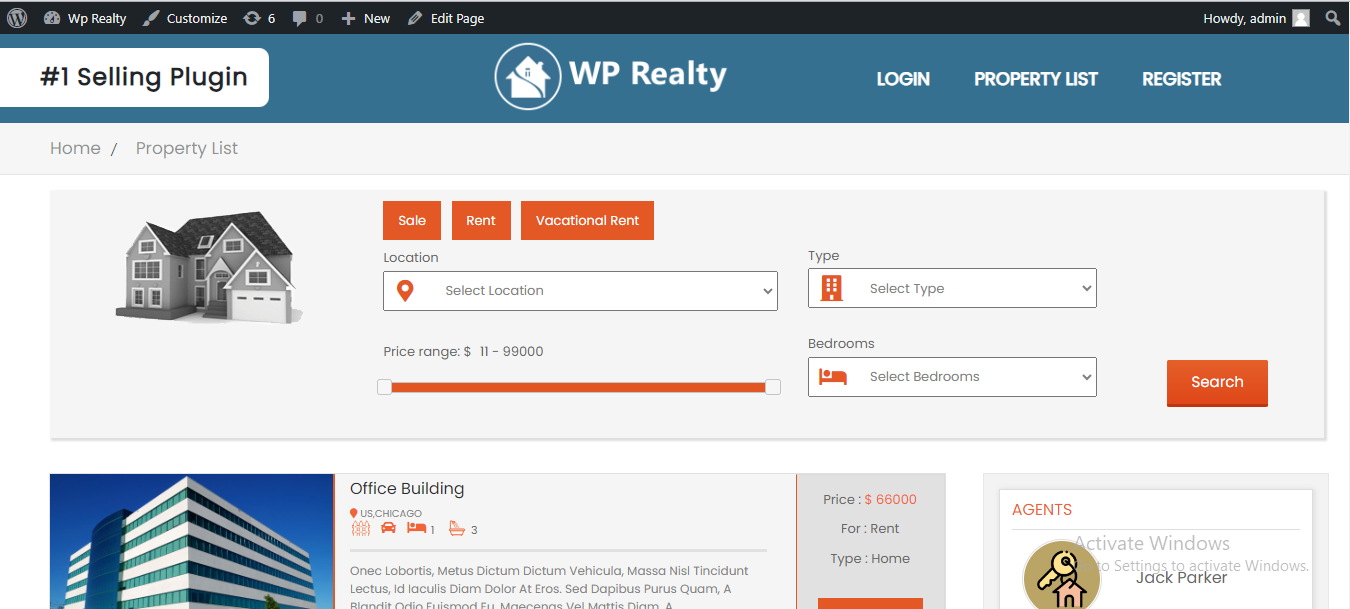 Wp Realty Customize 6 0 New Edit Page Howdy, admin
#1 Selling Plugin
WP Realty
LOGIN PROPERTY LIST REGISTER
Home / Property List
Sale Rent Vacational Rent
Location
Select Location
Type
Select Type
Price range: $ 11 - 99000
Bedrooms
Select Bedrooms
Search
Office Building
US,CHICAGO
1 3
Onec Lobortis, Metus Dictum Dictum Vehicula, Massa Nisl Tincidunt
Lectus, Id Iaculis Diam Dolor At Eros. Sed Dapibus Purus Quam, A
Blandit Odio Euismod Eu. Maecenas Vel Mattis Diam. A
Price : $ 66000
For : Rent
Type : Home
AGENTS
Activate Windows
to Settings to activate Windows.
Jack Parker